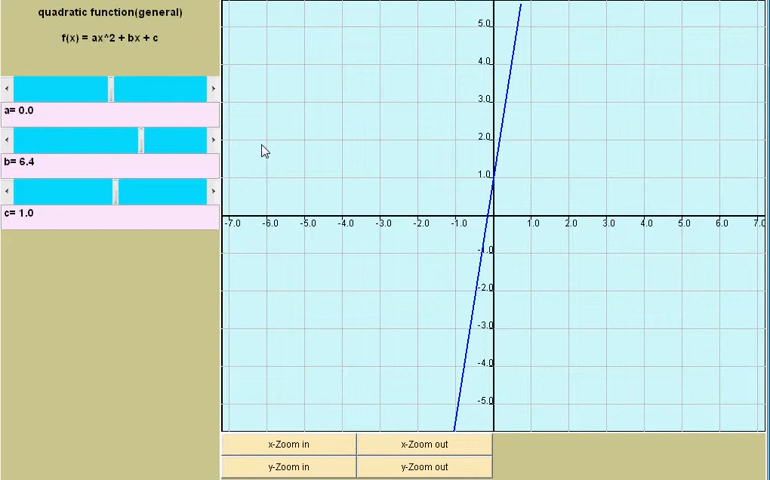 quadratic function(general)
f(x) = ax^2 + bx + c
a= 0.0
b= 6.4
c= 1.0
5.0
4.0
3.0
2.0
1.0
-7.0 -6.0 -5.0 -4.0 -3.0 -2.0 -1.0 1.0 2.0 3.0 4.0 5.0 6.0 7.0
-1.0
-2.0
-3.0
-4.0
-5.0
x-Zoom in x-Zoom out
y-Zoom in y-Zoom out